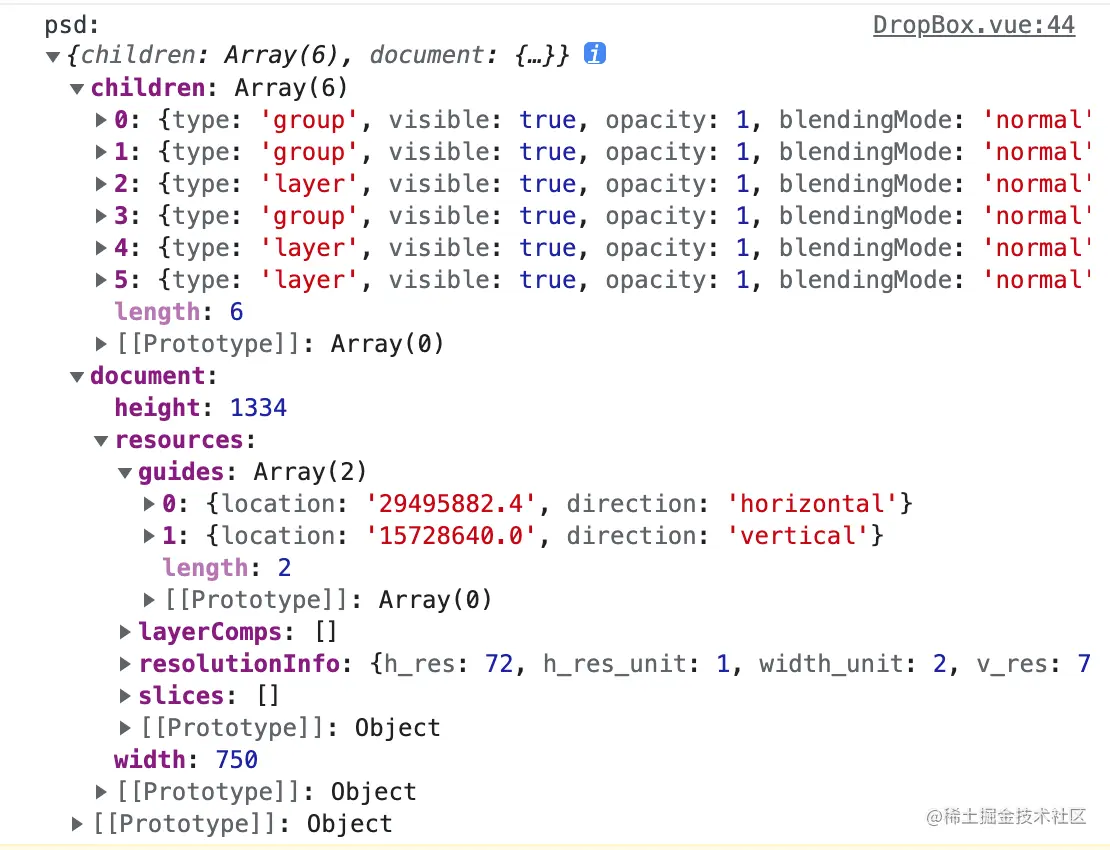 psd: DropBox.vue:44
▼{children: Array(6), document: {…}} i
▼children: Array(6)
▶0: {type: 'group', visible: true, opacity: 1, blendingMode: 'normal'
▶1: {type: 'group', visible: true, opacity: 1, blendingMode: 'normal'
▶2: {type: 'layer', visible: true, opacity: 1, blendingMode: 'normal'
▶3: {type: 'group', visible: true, opacity: 1, blendingMode: 'normal'
▶4: {type: 'layer', visible: true, opacity: 1, blendingMode: 'normal'
▶5: {type: 'layer', visible: true, opacity: 1, blendingMode: 'normal'
length: 6
▶[[Prototype]]: Array(0)
▼document:
height: 1334
▼resources:
▼guides: Array(2)
▶0: {location: '29495882.4', direction: 'horizontal'}
▶1: {location: '15728640.0', direction: 'vertical'}
length: 2
▶[[Prototype]]: Array(0)
▶layerComps: []
▶resolutionInfo: {h_res: 72, h_res_unit: 1, width_unit: 2, v_res: 7
▶slices: []
▶[[Prototype]]: Object
width: 750
▶[[Prototype]]: Object
▶[[Prototype]]: Object
@稀土掘金技术社区